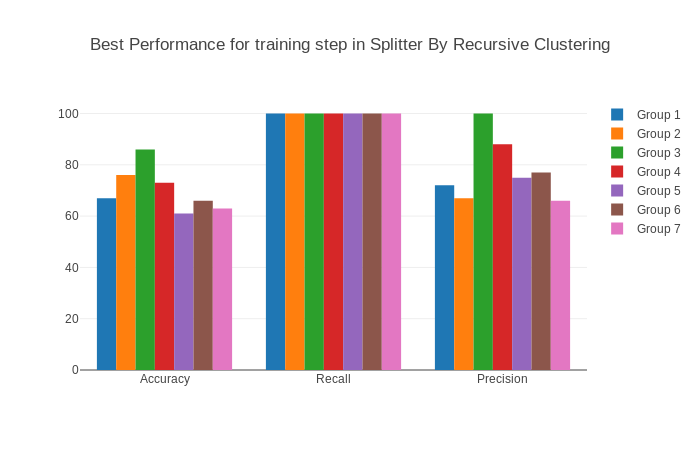 Best Performance for training step in Splitter By Recursive Clustering
100
80
60
40
20
0
Accuracy
Recall
Precision
Group 1
Group 2
Group 3
Group 4
Group 5
Group 6
Group 7